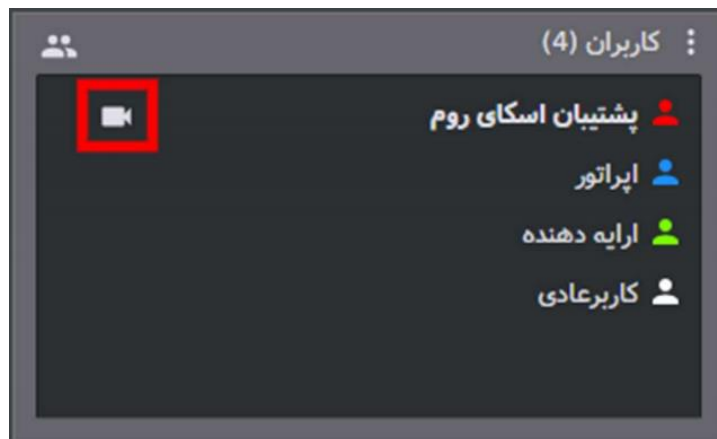 کاربران (4)
پشتیبان اسکای روم
اپراتور
ارایه دهنده
کاربرعادی